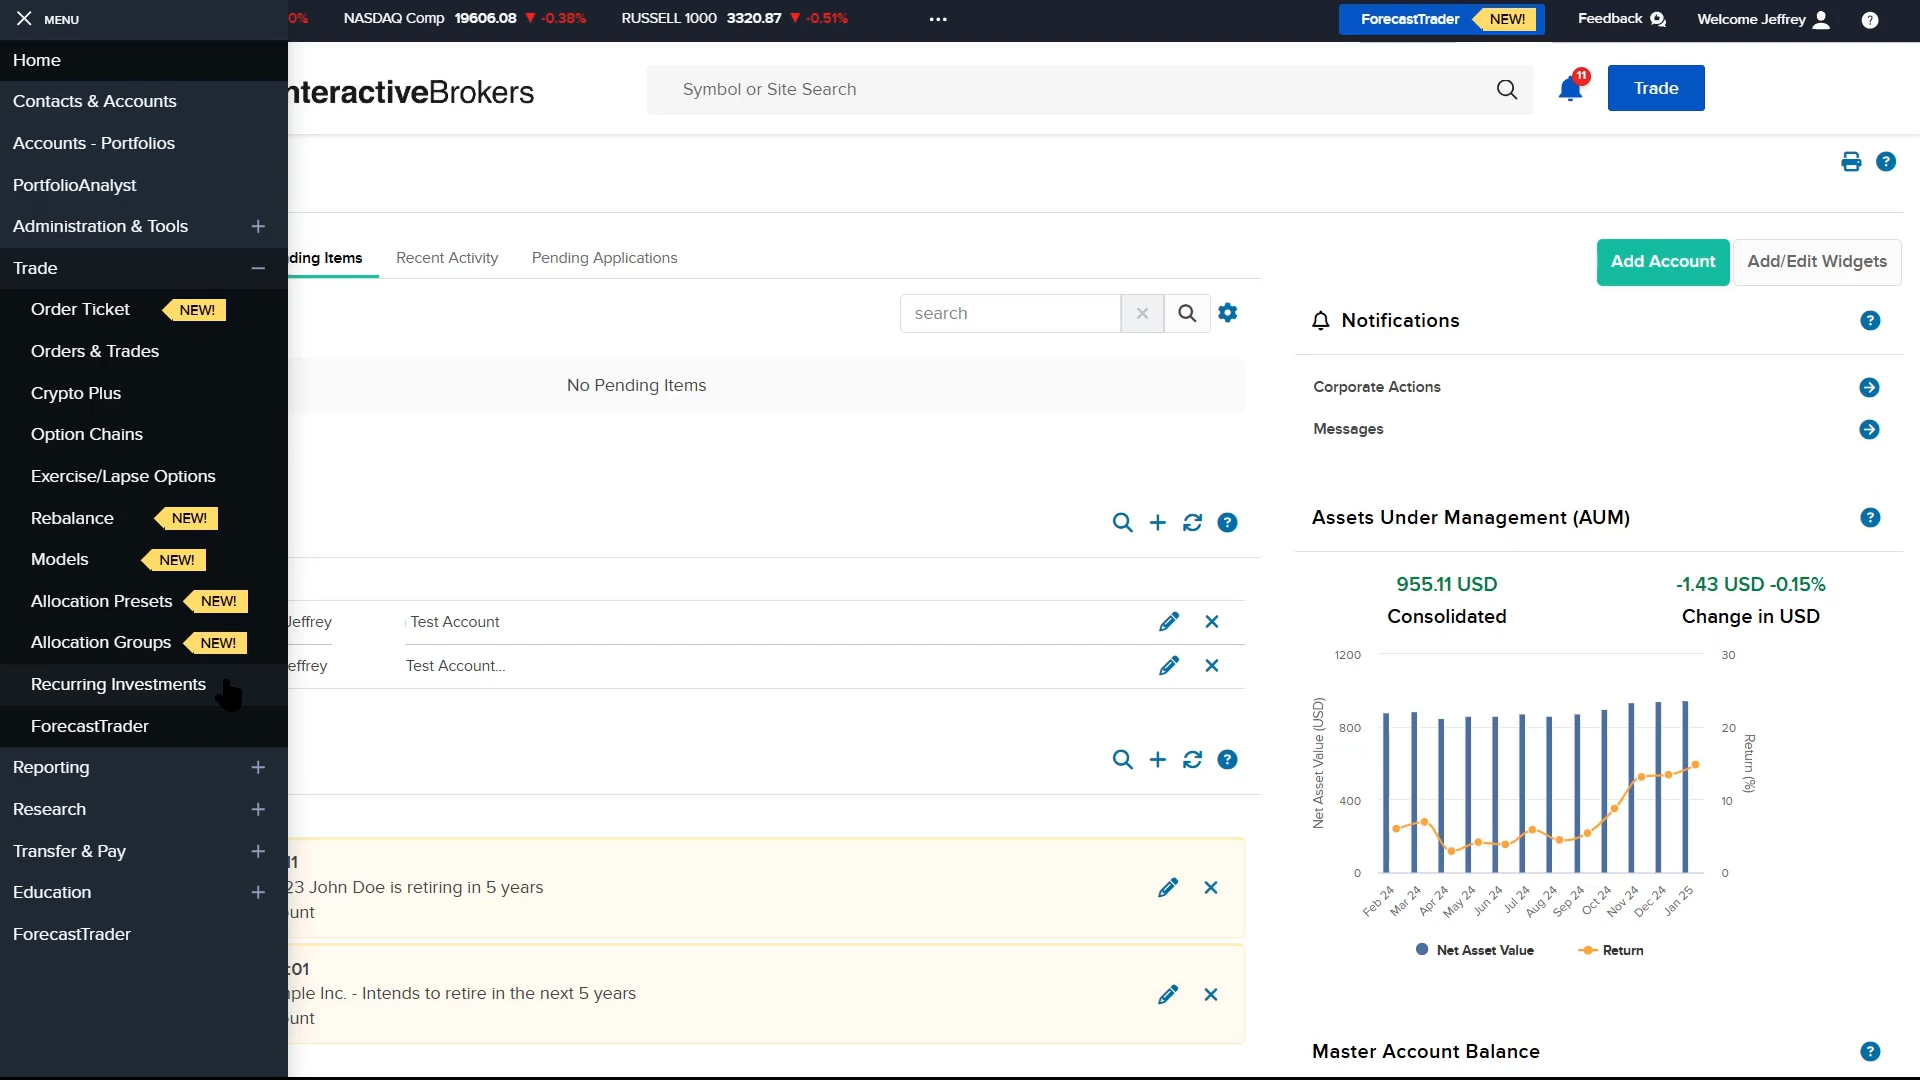 MENU
0%
NASDAQ Comp 19606.08 ▼ -0.38%
RUSSELL 1000 3320.87 ▼ -0.51%
ForecastTrader NEW!
Feedback
Welcome Jeffrey
Home
Contacts & Accounts
Accounts - Portfolios
PortfolioAnalyst
Administration & Tools
Trade
Order Ticket NEW!
Orders & Trades
Crypto Plus
Option Chains
Exercise/Lapse Options
Rebalance NEW!
Models NEW!
Allocation Presets NEW!
Allocation Groups NEW!
Recurring Investments
ForecastTrader
Reporting
Research
Transfer & Pay
Education
ForecastTrader
nteractiveBrokers
Symbol or Site Search
11
Trade
ding Items
Recent Activity
Pending Applications
search
No Pending Items
Jeffrey
Test Account
effrey
Test Account...
11
23 John Doe is retiring in 5 years
ount
:01
nple Inc. - Intends to retire in the next 5 years
ount
Add Account
Add/Edit Widgets
Notifications
Corporate Actions
Messages
Assets Under Management (AUM)
955.11 USD
Consolidated
-1.43 USD -0.15%
Change in USD
Net Asset Value (USD)
1200
800
400
0
30
20
10
0
Return (%)
Feb 24
Mar 24
Apr 24
May 24
Jun 24
Jul 24
Aug 24
Sep 24
Oct 24
Nov 24
Dec 24
Jan 25
Net Asset Value
Return
Master Account Balance